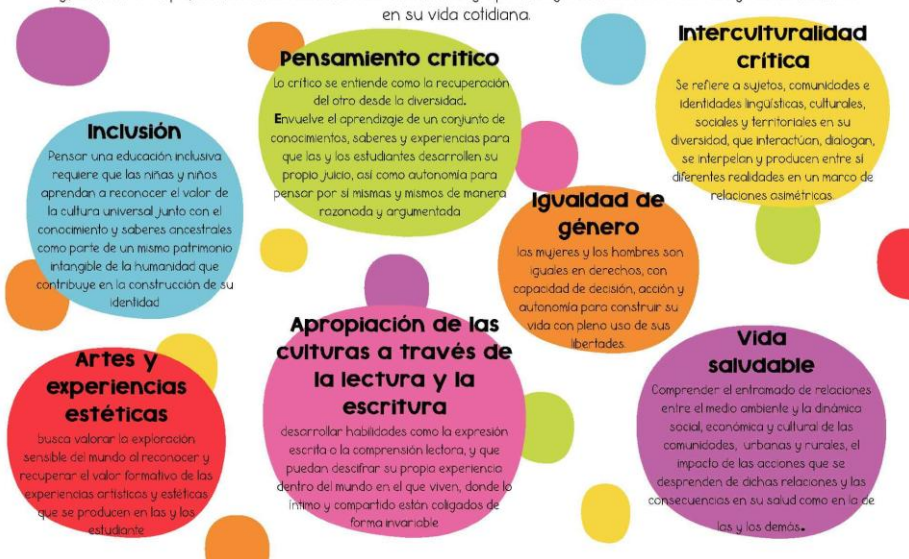 en su vida cotidiana.
Pensamiento critico
Lo crítico se entiende como la recuperación
del otro desde la diversidad.
Envuelve el aprendizaje de un conjunto de
conocimientos, saberes y experiencias para
que las y los estudiantes desarrollen su
propio juicio, así como autonomía para
pensar por sí mismas y mismos de manera
razonada y argumentada
Interculturalidad
crítica
Se refiere a sujetos, comunidades e
identidades lingüísticas, culturales,
sociales y territoriales en su
diversidad, que interactúan, dialogan,
se interpelan y producen entre sí
diferentes realidades en un marco de
relaciones asimétricas
Inclusión
Pensar una educación inclusiva
requiere que las niñas y niños
aprendan a reconocer el valor de
la cultura universal junto con el
conocimiento y saberes ancestrales
como parte de un mismo patrimonio
intangible de la humanidad que
contribuye en la construcción de su
identidad
Igualdad de
género
las mujeres y los hombres son
iguales en derechos, con
capacidad de decisión, acción y
autonomía para construir su
vida con pleno uso de sus
libertades.
Artes y
experiencias
estéticas
busca valorar la exploración
sensible del mundo al reconocer y
recuperar el valor formativo de las
experiencias artísticas y estéticas
que se producen en las y los
estudiante
Apropiación de las
culturas a través de
la lectura y la
escritura
desarrollar habilidades como la expresión
escrita o la comprensión lectora, y que
puedan descifrar su propia experiencia
dentro del mundo en el que viven, donde lo
íntimo y compartido están coligados de
forma invariable
Vida
saludable
Comprender el entramado de relaciones
entre el medio ambiente y la dinámica
social, económica y cultural de las
comunidades, urbanas y rurales, el
impacto de las acciones que se
desprenden de dichas relaciones y las
consecuencias en su salud como en la de
las y los demás.